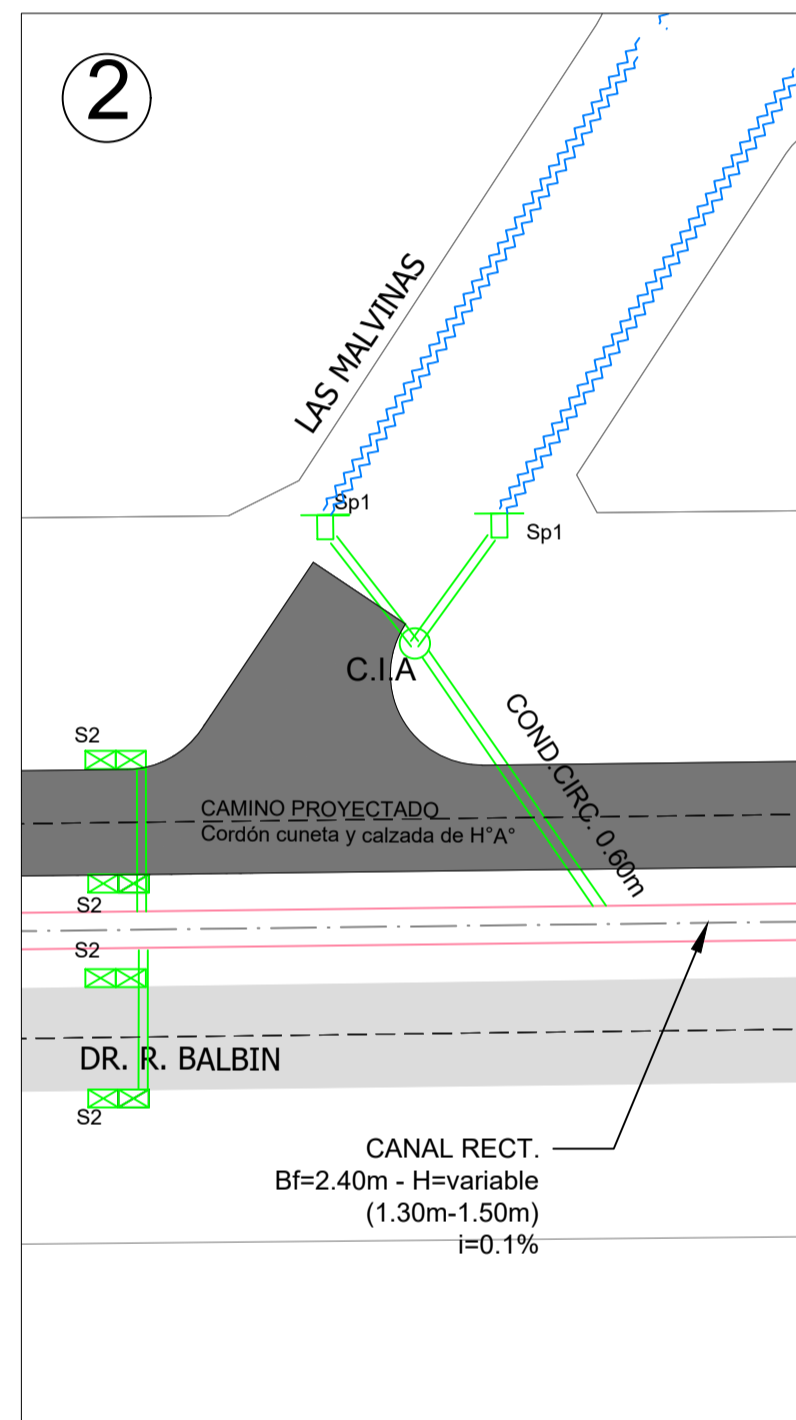 2
LAS MALVINAS
Sp1
Sp1
C.I.A
COND.CIRC. 0.60m
S2
CAMINO PROYECTADO
Cordón cuneta y calzada de H°A°
S2
S2
DR. R. BALBIN
S2
CANAL RECT.
Bf=2.40m - H=variable
(1.30m-1.50m)
i=0.1%